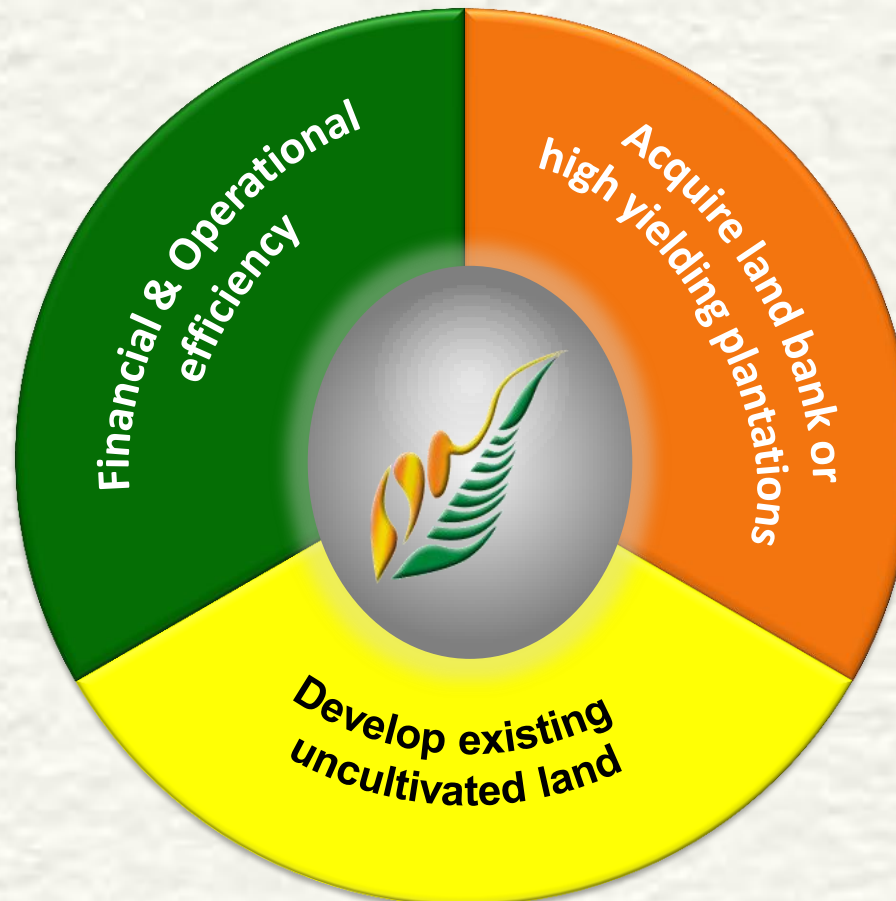 Financial & Operational
efficiency
Acquire land bank or
high yielding plantations
Develop existing
uncultivated land